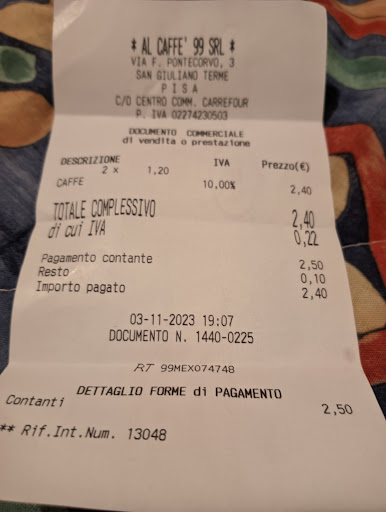 * AL CAFFE' 99 SRL *
VIA F. PONTECORVO, 3
SAN GIULIANO TERME
P I S A
C/O CENTRO COMM. CARREFOUR
P. IVA 02274230503
DOCUMENTO COMMERCIALE
di vendita o prestazione
DESCRIZIONE IVA Prezzo(€)
2 x 1,20
CAFFE 10,00% 2,40
TOTALE COMPLESSIVO 2,40
di cui IVA 0,22
Pagamento contante 2,50
Resto 0,10
Importo pagato 2,40
03-11-2023 19:07
DOCUMENTO N. 1440-0225
RT 99MEX074748
DETTAGLIO FORME di PAGAMENTO
Contanti 2,50
** Rif.Int.Num. 13048